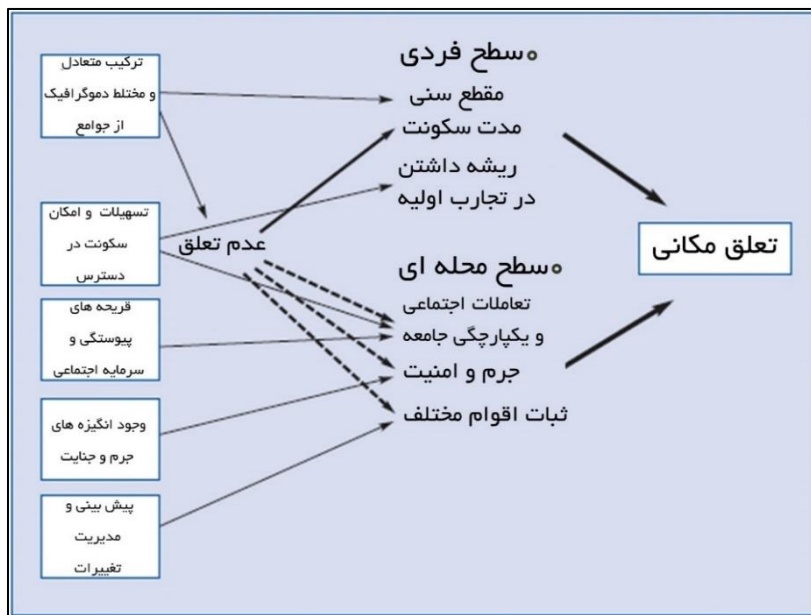 سطح فردی
مقطع سنی
مدت سکونت
ریشه داشتن
در تجارب اولیه
سطح محله ای
تعاملات اجتماعی
و یکپارچگی جامعه
جرم و امنیت
ثبات اقوام مختلف
تعلق مکانی
عدم تعلق
ترکیب متعادل
و مختلط دموگرافیک
از جوامع
تسهیلات و امکان
سکونت در
دسترس
قریحه های
پیوستگی و
سرمایه اجتماعی
وجود انگیزه های
جرم و جنایت
پیش بینی و
مدیریت
تغییرات